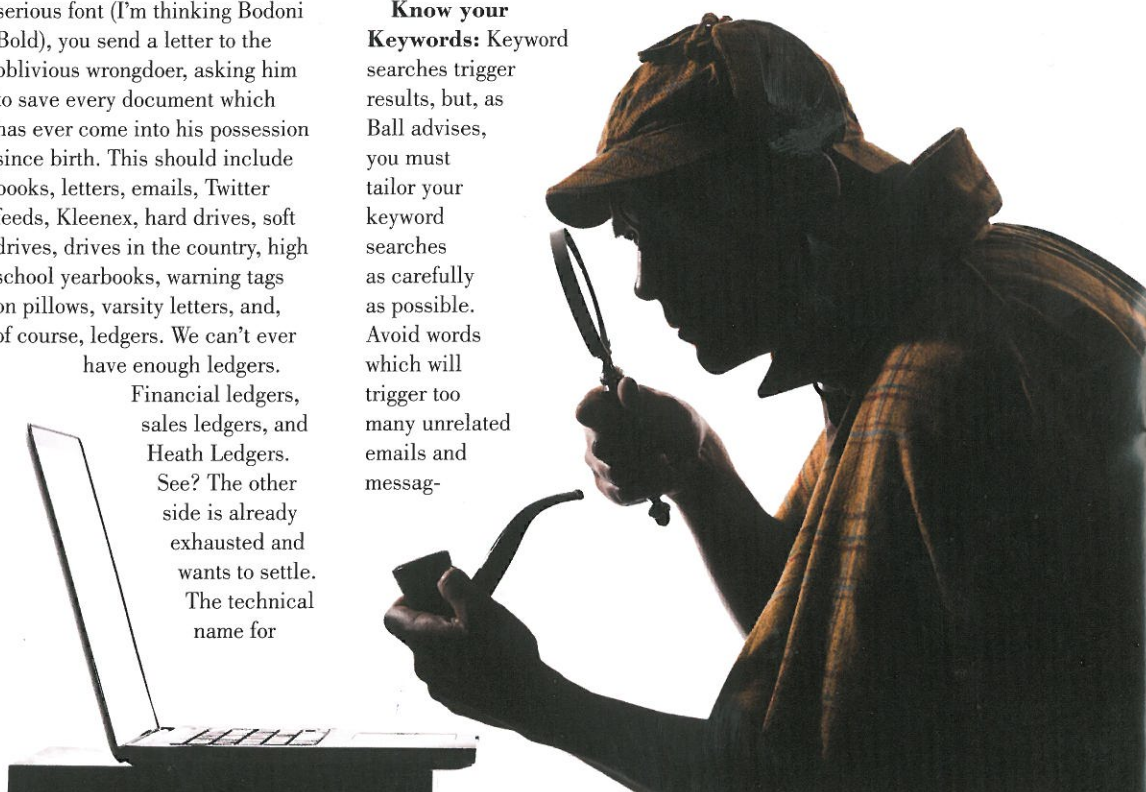 serious font (I'm thinking Bodoni
Bold), you send a letter to the
oblivious wrongdoer, asking him
to save every document which
has ever come into his possession
since birth. This should include
books, letters, emails, Twitter
feeds, Kleenex, hard drives, soft
drives, drives in the country, high
school yearbooks, warning tags
on pillows, varsity letters, and,
of course, ledgers. We can't ever
have enough ledgers.
Financial ledgers,
sales ledgers, and
Heath Ledgers.
See? The other
side is already
exhausted and
wants to settle.
The technical
name for
Know your
Keywords: Keyword
searches trigger
results, but, as
Ball advises,
you must
tailor your
keyword
searches
as carefully
as possible.
Avoid words
which will
trigger too
many unrelated
emails and
messag-